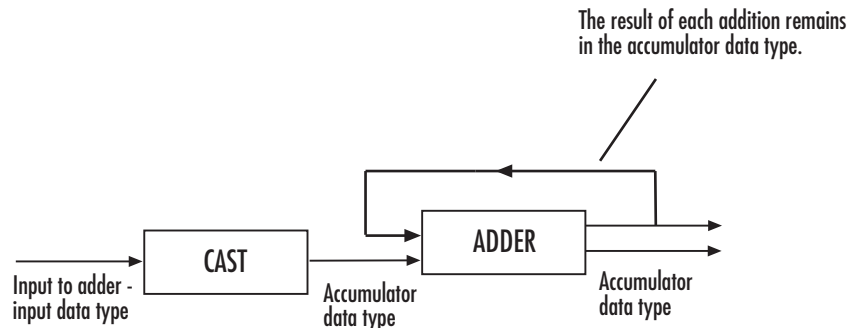 The result of each addition remains
in the accumulator data type.
CAST
ADDER
Input to adder -
input data type
Accumulator
data type
Accumulator
data type